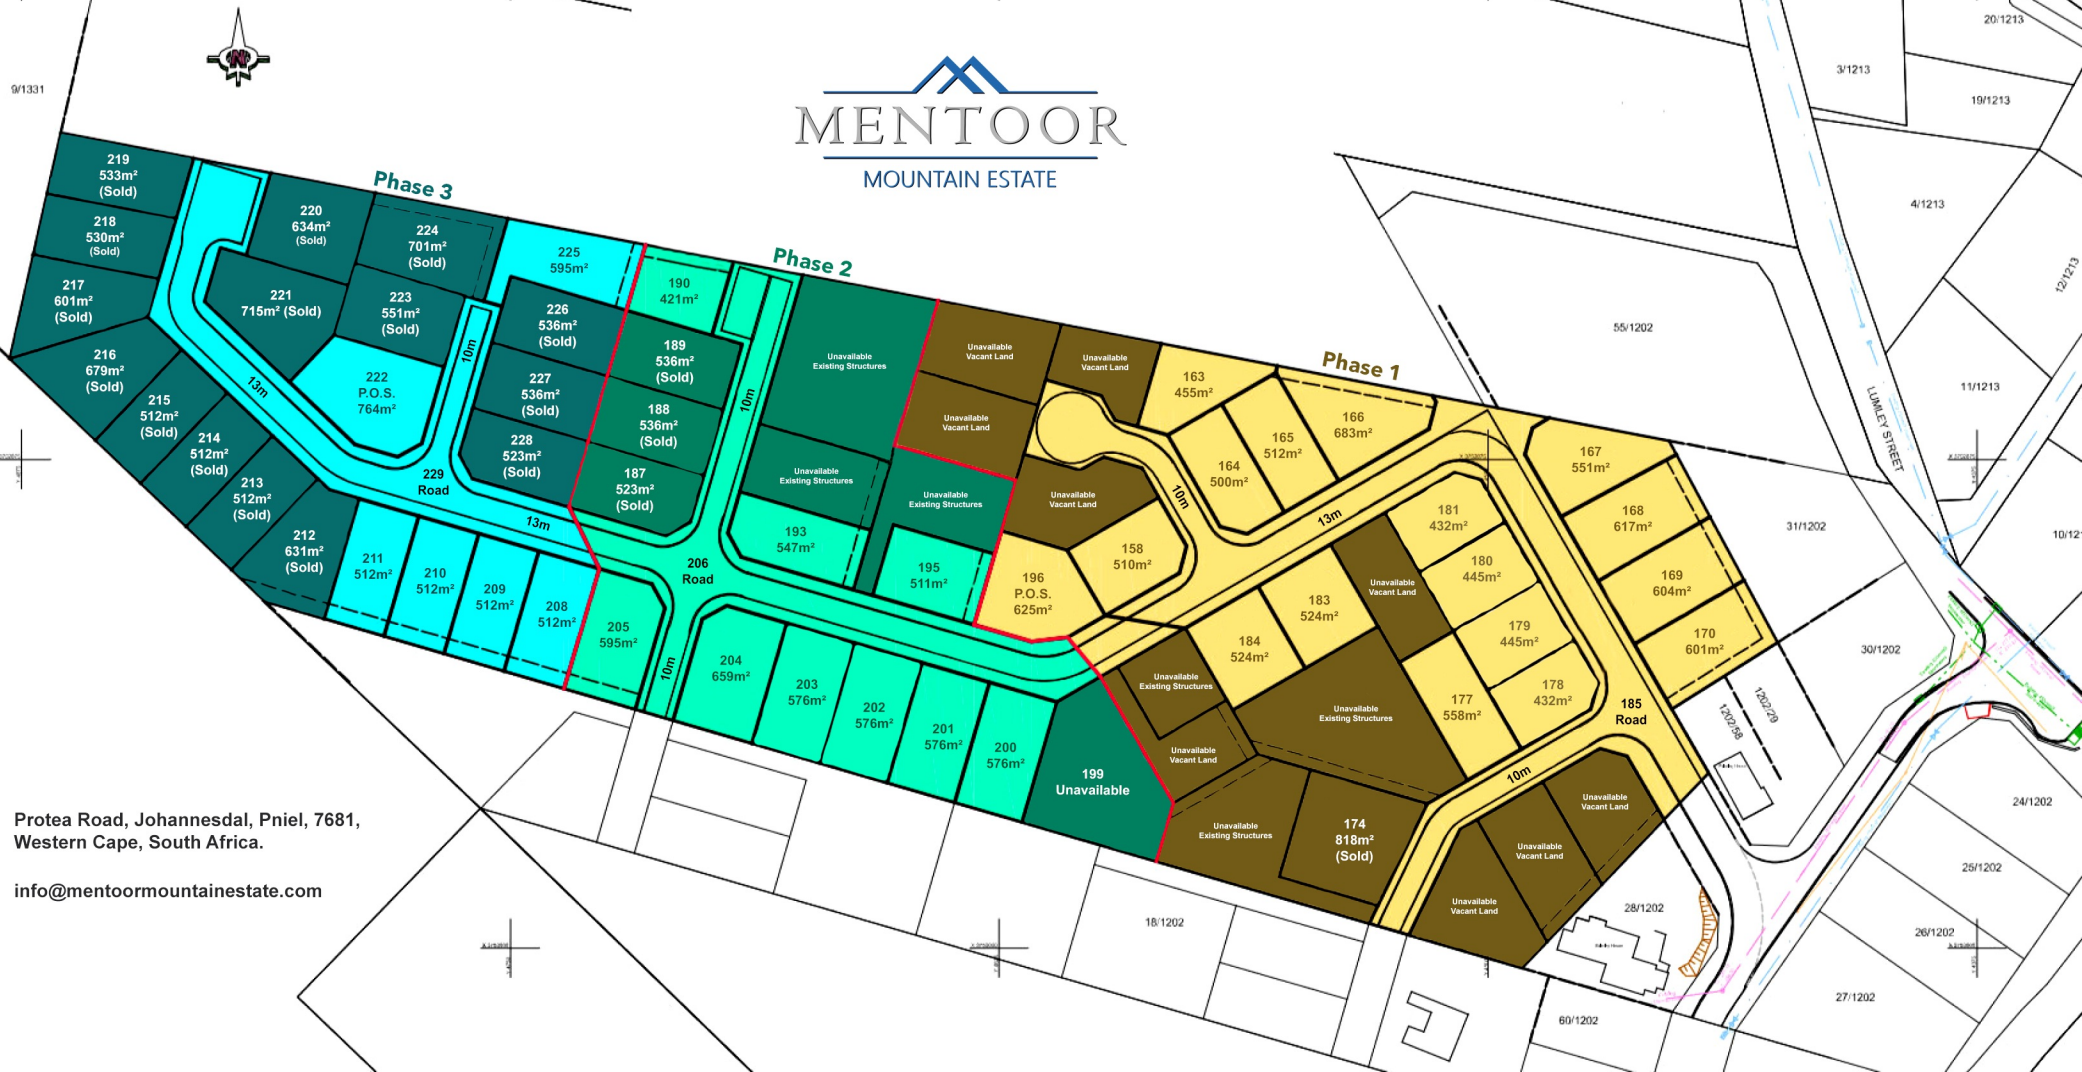 MENTOOR
MOUNTAIN ESTATE
Phase 3
Phase 2
Phase 1
N
9/1331
219
533m²
(Sold)
218
530m²
(Sold)
217
601m²
(Sold)
216
679m²
(Sold)
215
512m²
(Sold)
214
512m²
(Sold)
213
512m²
(Sold)
212
631m²
(Sold)
220
634m²
(Sold)
221
715m² (Sold)
224
701m²
(Sold)
223
551m²
(Sold)
222
P.O.S.
764m²
225
595m²
226
536m²
(Sold)
227
536m²
(Sold)
228
523m²
(Sold)
13m
10m
229
Road
13m
211
512m²
210
512m²
209
512m²
208
512m²
190
421m²
189
536m²
(Sold)
188
536m²
(Sold)
187
523m²
(Sold)
10m
Unavailable
Existing Structures
Unavailable
Existing Structures
Unavailable
Existing Structures
193
547m²
195
511m²
206
Road
205
595m²
10m
204
659m²
203
576m²
202
576m²
201
576m²
200
576m²
199
Unavailable
Unavailable
Vacant Land
Unavailable
Vacant Land
Unavailable
Vacant Land
Unavailable
Vacant Land
163
455m²
164
500m²
165
512m²
166
683m²
10m
13m
158
510m²
196
P.O.S.
625m²
167
551m²
168
617m²
169
604m²
170
601m²
181
432m²
180
445m²
179
445m²
178
432m²
177
558m²
Unavailable
Vacant Land
183
524m²
184
524m²
Unavailable
Existing Structures
Unavailable
Existing Structures
Unavailable
Vacant Land
Unavailable
Existing Structures
174
818m²
(Sold)
185
Road
10m
Unavailable
Vacant Land
Unavailable
Vacant Land
Unavailable
Vacant Land
LUMLEY STREET
20/1213
3/1213
19/1213
4/1213
12/1213
55/1202
11/1213
31/1202
30/1202
1202/29
1202/58
24/1202
25/1202
26/1202
27/1202
28/1202
60/1202
18/1202
Protea Road, Johannesdal, Pniel, 7681,
Western Cape, South Africa.
info@mentoormountainestate.com